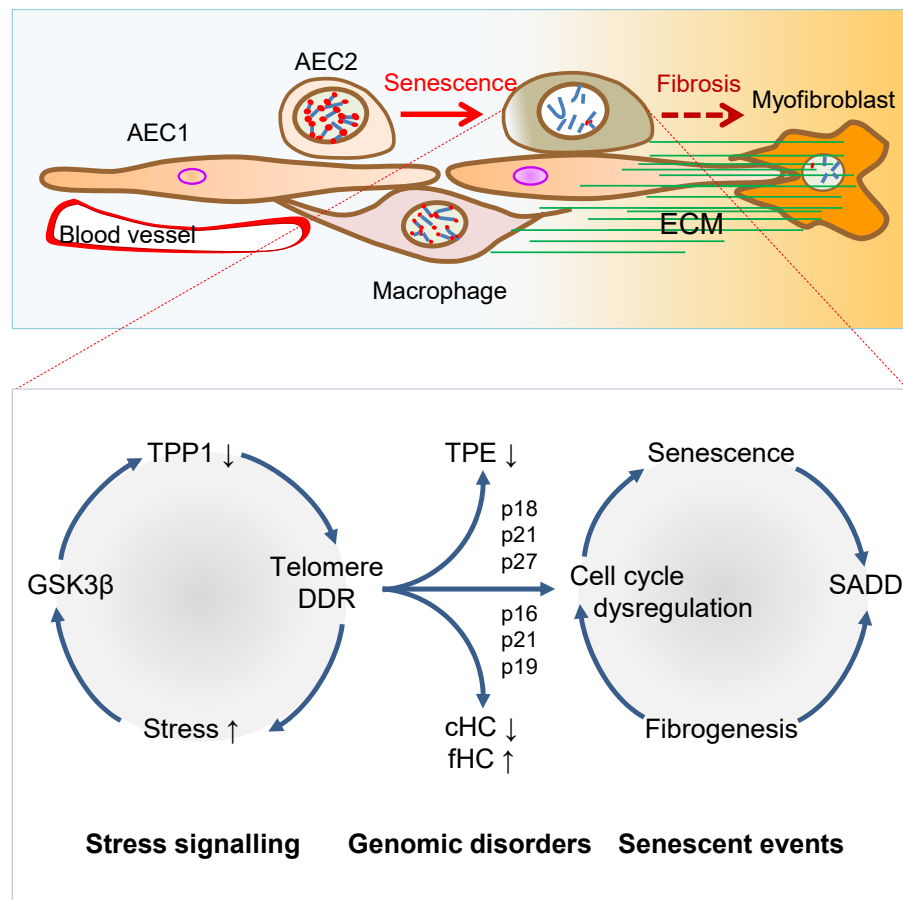 AEC2
Senescence
Fibrosis
Myofibroblast
AEC1
Blood vessel
ECM
Macrophage
TPP1 ↓
TPE ↓
Senescence
p18
p21
p27
GSK3β
Telomere
DDR
Cell cycle
dysregulation
SADD
p16
p21
p19
Stress ↑
cHC ↓
fHC ↑
Fibrogenesis
Stress signalling
Genomic disorders
Senescent events